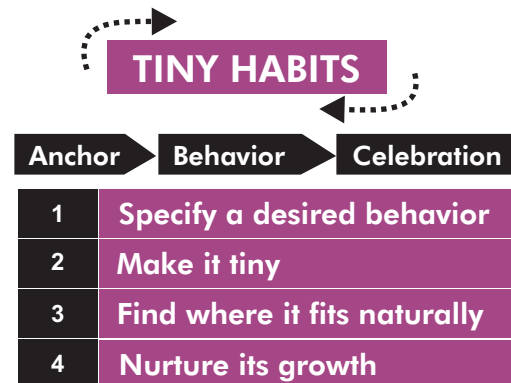 TINY HABITS
Anchor Behavior Celebration
1 Specify a desired behavior
2 Make it tiny
3 Find where it fits naturally
4 Nurture its growth